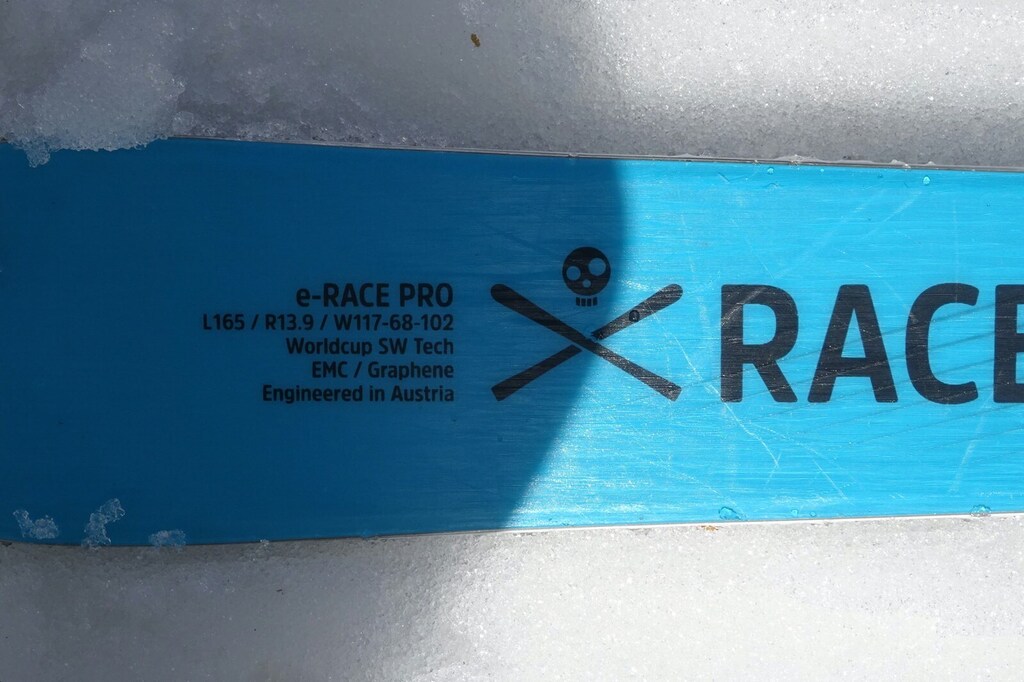 e-RACE PRO
L165 / R13.9 / W117-68-102
Worldcup SW Tech
EMC / Graphene
Engineered in Austria
RACE